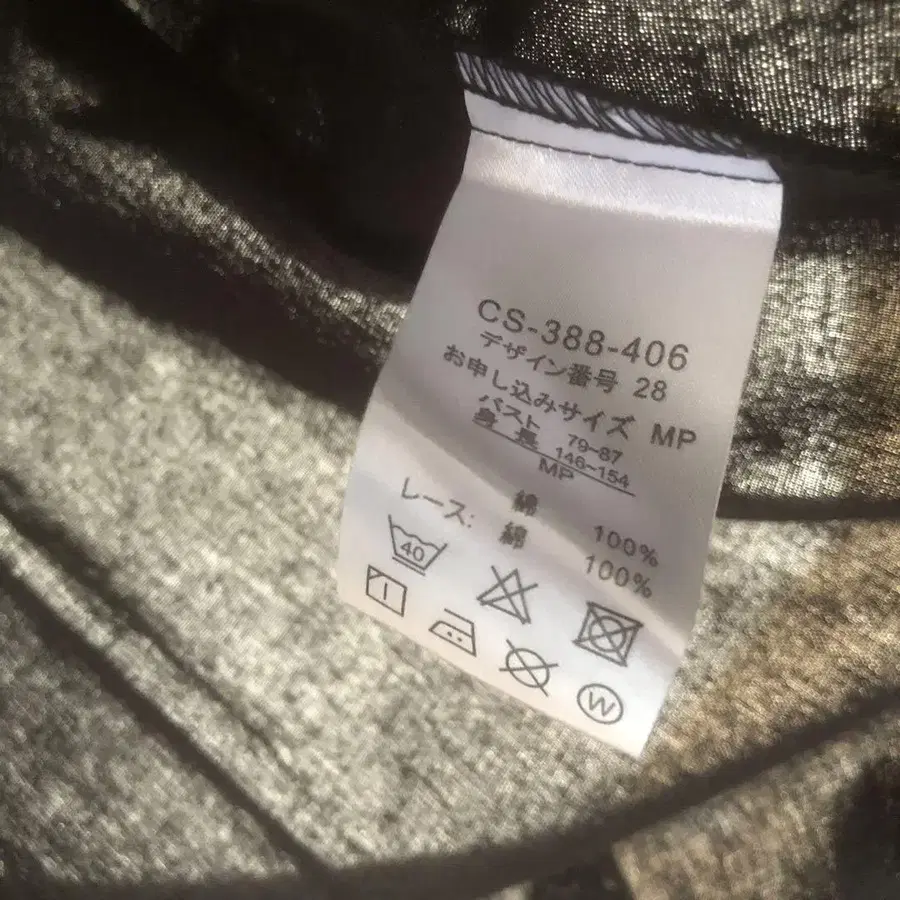 CS-388-406
デザイン番号 28
お申し込みサイズ MP
バスト 79-87
身長 146-154
MP
綿 100%
レース: 綿 100%
40
W